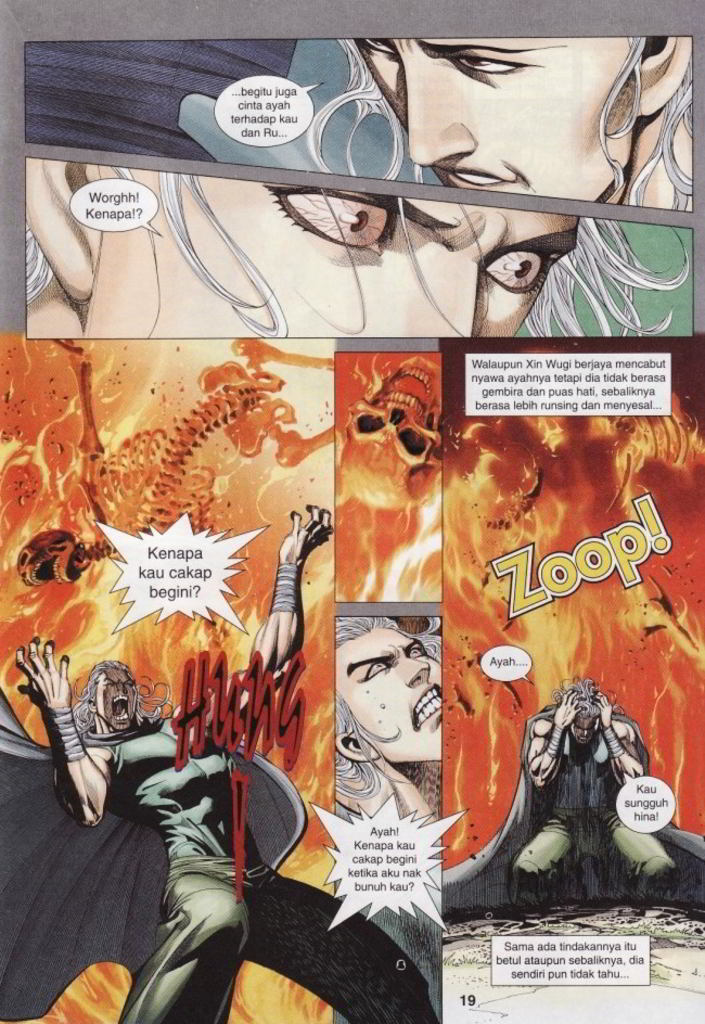 ...begitu juga
cinta ayah
terhadap kau
dan Ru...
Worghh!
Kenapa!?
Walaupun Xin Wugi berjaya mencabut
nyawa ayahnya tetapi dia tidak berasa
gembira dan puas hati, sebaliknya
berasa lebih runsing dan menyesal...
Kenapa
kau cakap
begini?
Zoop!
HUNG!
Ayah....
Kau
sungguh
hina!
Ayah!
Kenapa kau
cakap begini
ketika aku nak
bunuh kau?
Sama ada tindakannya itu
betul ataupun sebaliknya, dia
sendiri pun tidak tahu...
19